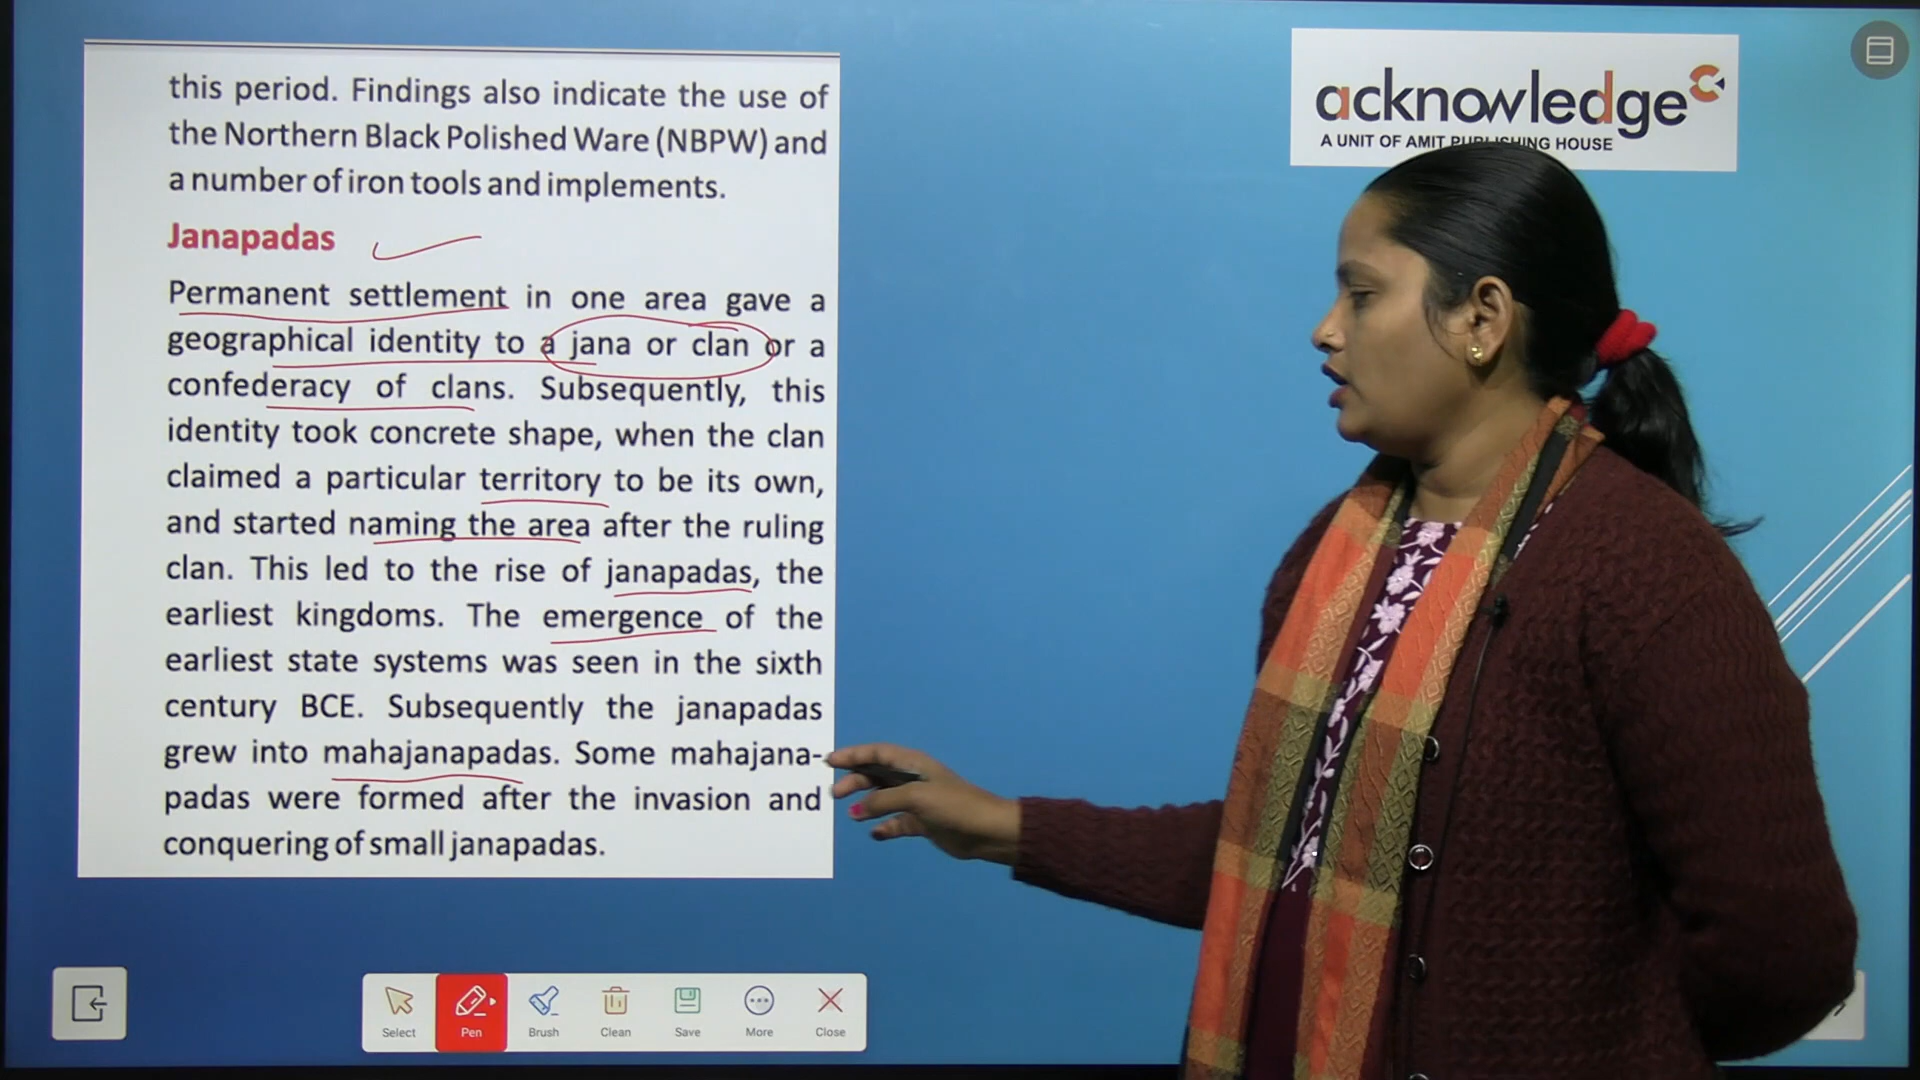 this period. Findings also indicate the use of
the Northern Black Polished Ware (NBPW) and
a number of iron tools and implements.
Janapadas
Permanent settlement in one area gave a
geographical identity to a jana or clan or a
confederacy of clans. Subsequently, this
identity took concrete shape, when the clan
claimed a particular territory to be its own,
and started naming the area after the ruling
clan. This led to the rise of janapadas, the
earliest kingdoms. The emergence of the
earliest state systems was seen in the sixth
century BCE. Subsequently the janapadas
grew into mahajanapadas. Some mahajana-
padas were formed after the invasion and
conquering of small janapadas.
acknowledge
A UNIT OF AMIT PUBLISHING HOUSE
Select Pen Brush Clean Save More Close